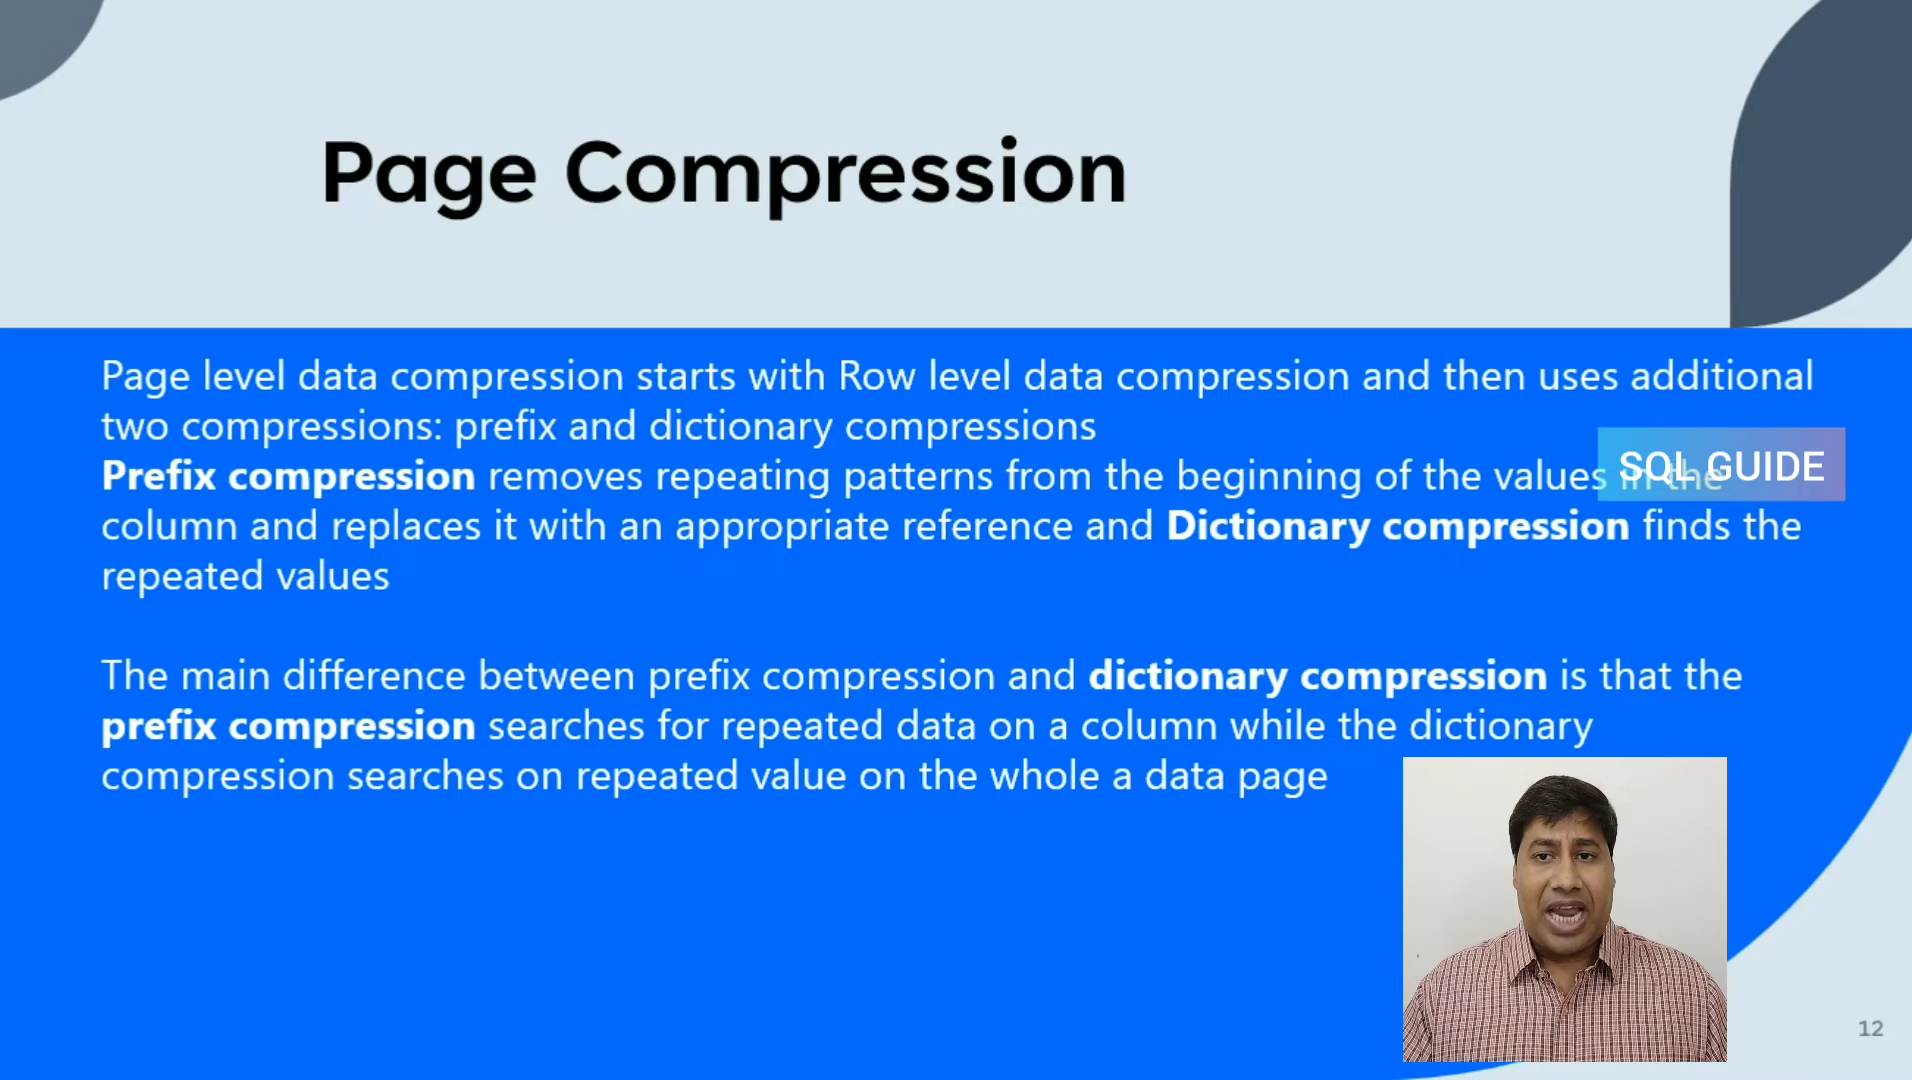 Page Compression
Page level data compression starts with Row level data compression and then uses additional
two compressions: prefix and dictionary compressions
Prefix compression removes repeating patterns from the beginning of the values in the
SQL GUIDE
column and replaces it with an appropriate reference and Dictionary compression finds the
repeated values
The main difference between prefix compression and dictionary compression is that the
prefix compression searches for repeated data on a column while the dictionary
compression searches on repeated value on the whole a data page
12